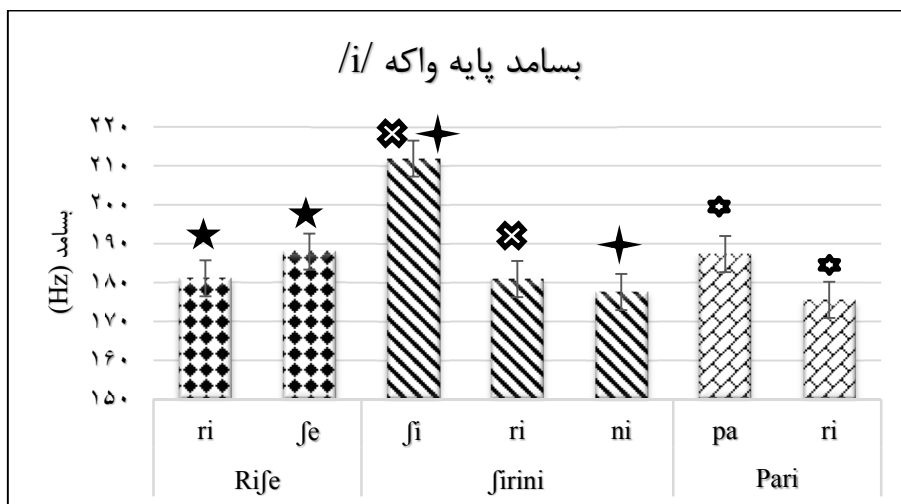 بسامد پایه واکه /i/
بسامد (Hz)
۲۲۰
۲۱۰
۲۰۰
۱۹۰
۱۸۰
۱۷۰
۱۶۰
۱۵۰
ri ʃe ʃi ri ni pa ri
Riʃe ʃirini Pari